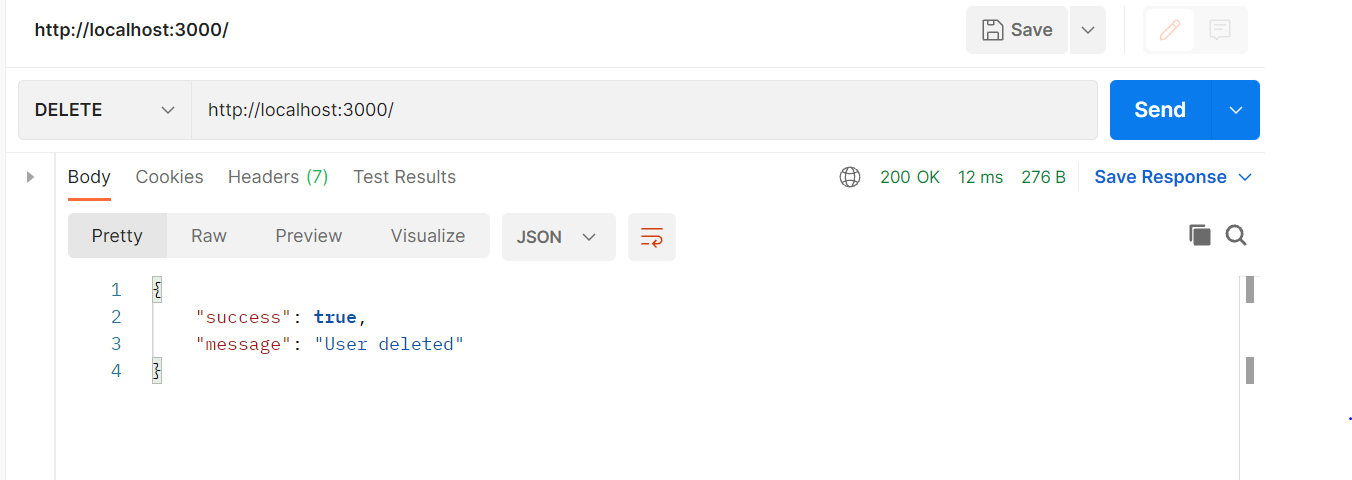 http://localhost:3000/
Save
DELETE
http://localhost:3000/
Send
Body Cookies Headers (7) Test Results
200 OK 12 ms 276 B Save Response
Pretty Raw Preview Visualize JSON
1 {
2 "success": true,
3 "message": "User deleted"
4 }